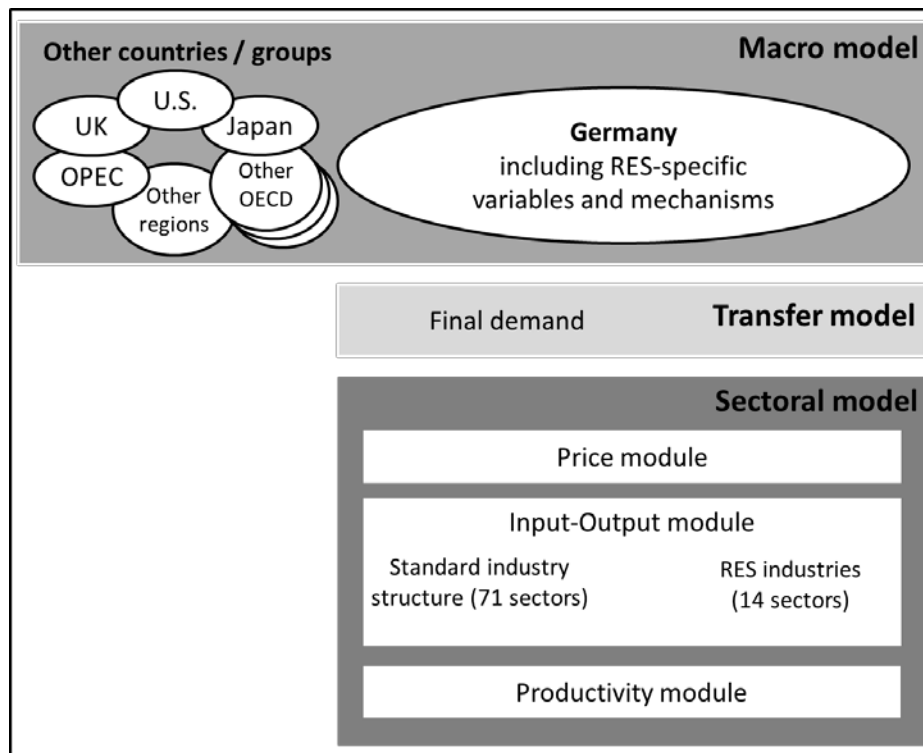 Other countries / groups
Macro model
U.S.
UK
Japan
OPEC
Other
OECD
Other
regions
Germany
including RES-specific
variables and mechanisms
Final demand
Transfer model
Sectoral model
Price module
Input-Output module
Standard industry
structure (71 sectors)
RES industries
(14 sectors)
Productivity module